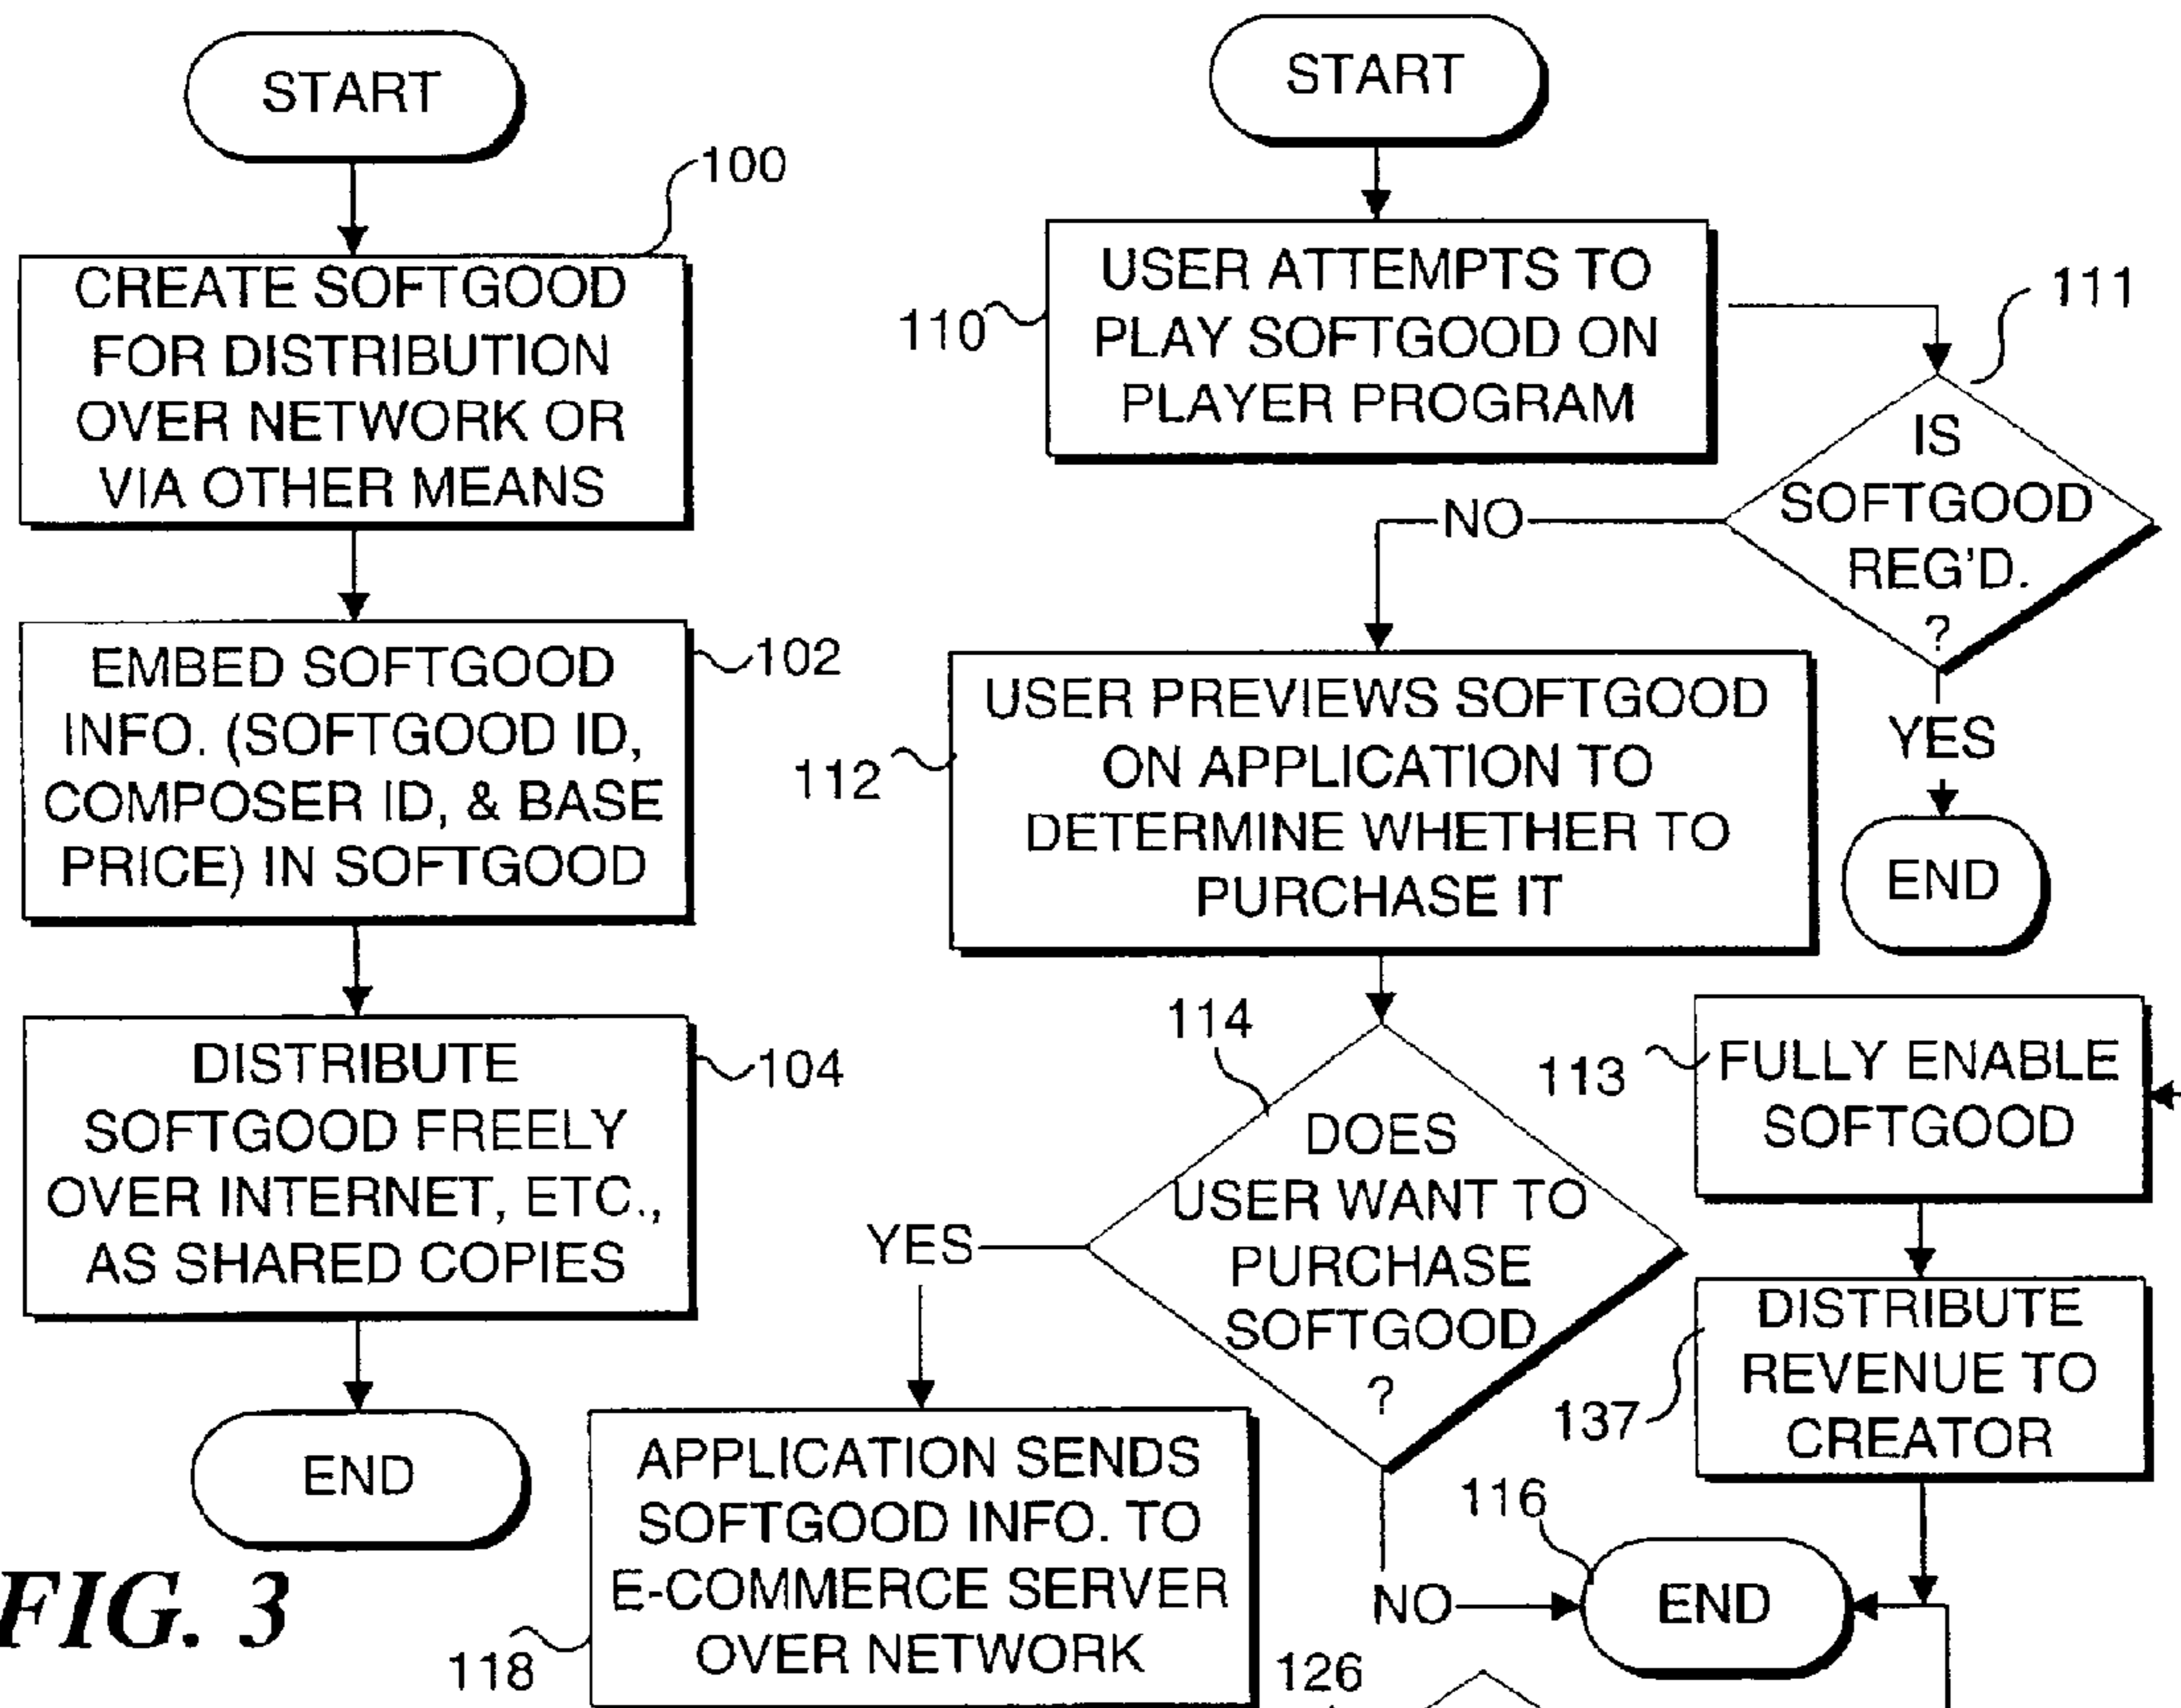 START
100
CREATE SOFTGOOD
FOR DISTRIBUTION
OVER NETWORK OR
VIA OTHER MEANS
EMBED SOFTGOOD
INFO. (SOFTGOOD ID,
COMPOSER ID, & BASE
PRICE) IN SOFTGOOD
102
DISTRIBUTE
SOFTGOOD FREELY
OVER INTERNET, ETC.,
AS SHARED COPIES
104
END
FIG. 3
START
110
USER ATTEMPTS TO
PLAY SOFTGOOD ON
PLAYER PROGRAM
111
IS
SOFTGOOD
REG'D.
?
NO
YES
END
112
USER PREVIEWS SOFTGOOD
ON APPLICATION TO
DETERMINE WHETHER TO
PURCHASE IT
114
DOES
USER WANT TO
PURCHASE
SOFTGOOD
?
YES
NO
118
APPLICATION SENDS
SOFTGOOD INFO. TO
E-COMMERCE SERVER
OVER NETWORK
113
FULLY ENABLE
SOFTGOOD
137
DISTRIBUTE
REVENUE TO
CREATOR
116
END
126